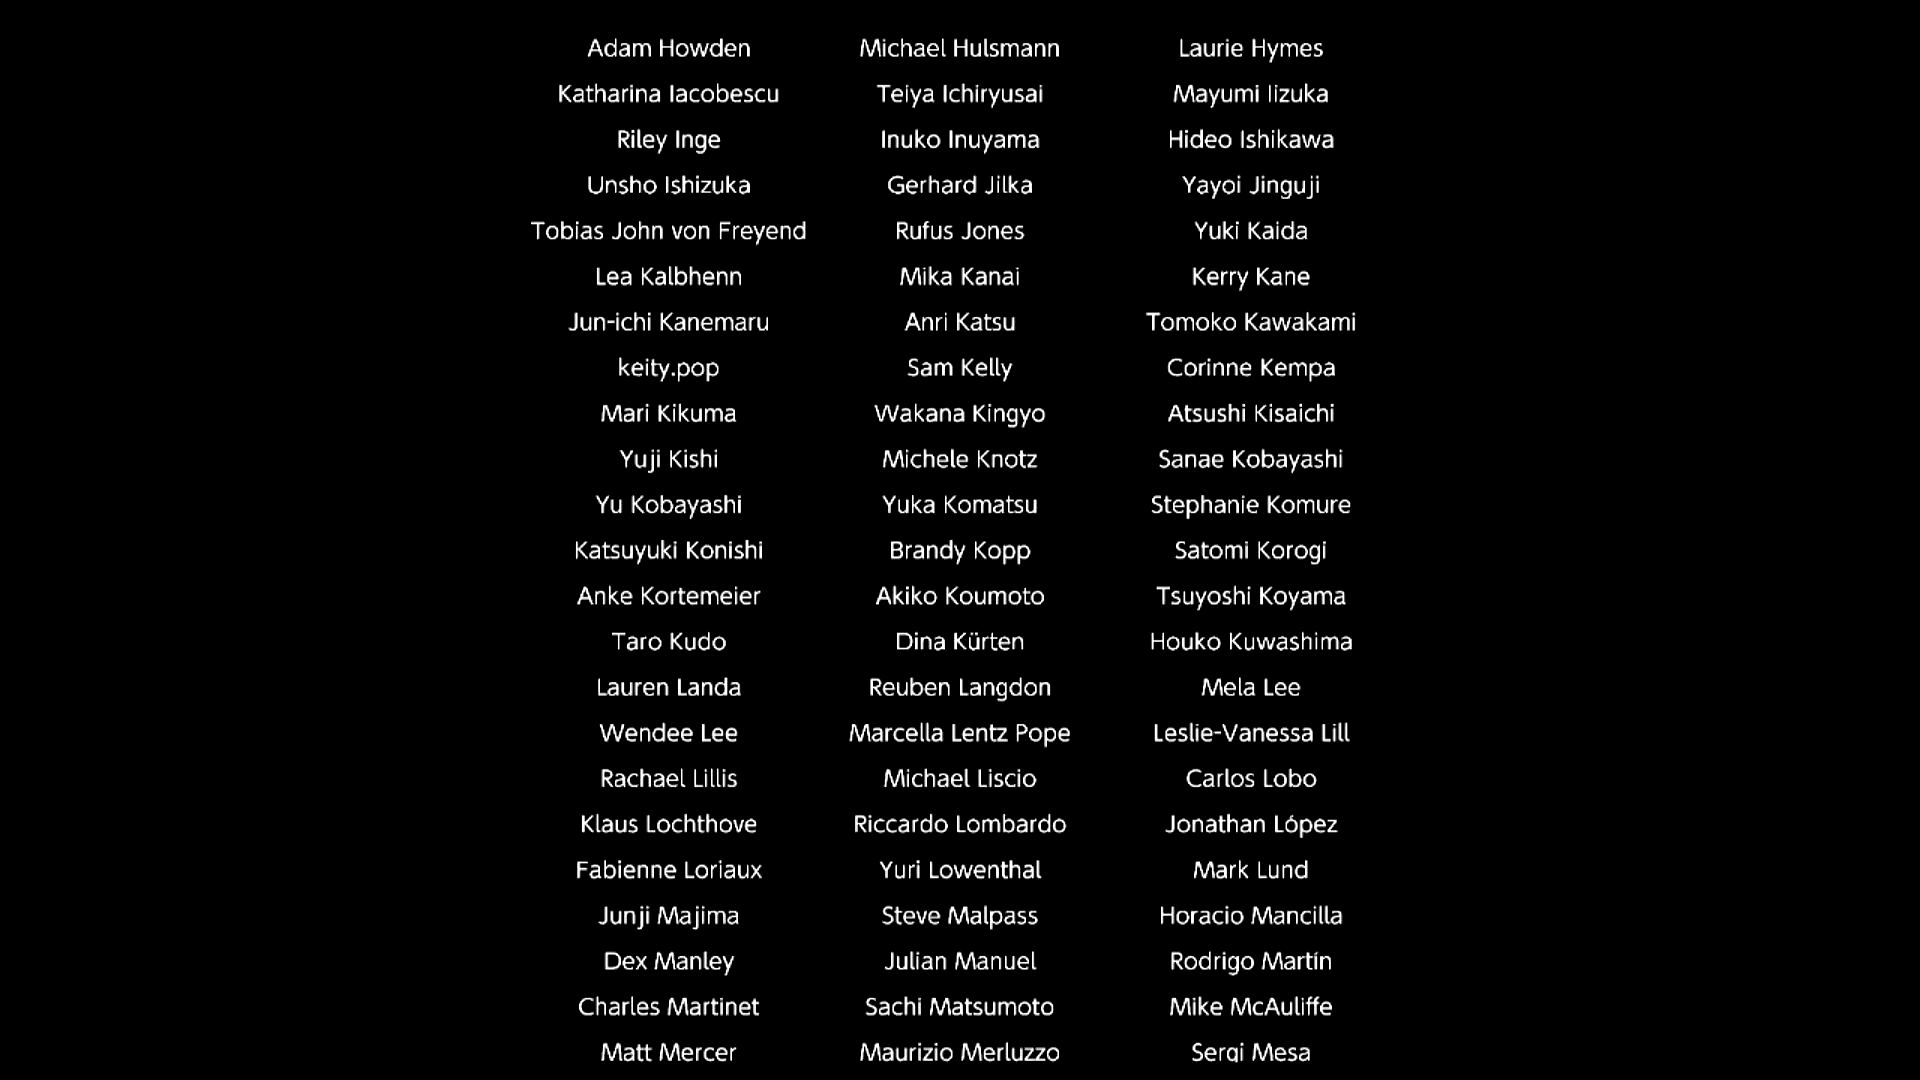 Adam Howden Michael Hulsmann Laurie Hymes
Katharina Iacobescu Teiya Ichiryusai Mayumi Iizuka
Riley Inge Inuko Inuyama Hideo Ishikawa
Unsho Ishizuka Gerhard Jilka Yayoi Jinguji
Tobias John von Freyend Rufus Jones Yuki Kaida
Lea Kalbhenn Mika Kanai Kerry Kane
Jun-ichi Kanemaru Anri Katsu Tomoko Kawakami
keity.pop Sam Kelly Corinne Kempa
Mari Kikuma Wakana Kingyo Atsushi Kisaichi
Yuji Kishi Michele Knotz Sanae Kobayashi
Yu Kobayashi Yuka Komatsu Stephanie Komure
Katsuyuki Konishi Brandy Kopp Satomi Korogi
Anke Kortemeier Akiko Koumoto Tsuyoshi Koyama
Taro Kudo Dina Kürten Houko Kuwashima
Lauren Landa Reuben Langdon Mela Lee
Wendee Lee Marcella Lentz Pope Leslie-Vanessa Lill
Rachael Lillis Michael Liscio Carlos Lobo
Klaus Lochthove Riccardo Lombardo Jonathan López
Fabienne Loriaux Yuri Lowenthal Mark Lund
Junji Majima Steve Malpass Horacio Mancilla
Dex Manley Julian Manuel Rodrigo Martín
Charles Martinet Sachi Matsumoto Mike McAuliffe
Matt Mercer Maurizio Merluzzo Sergi Mesa